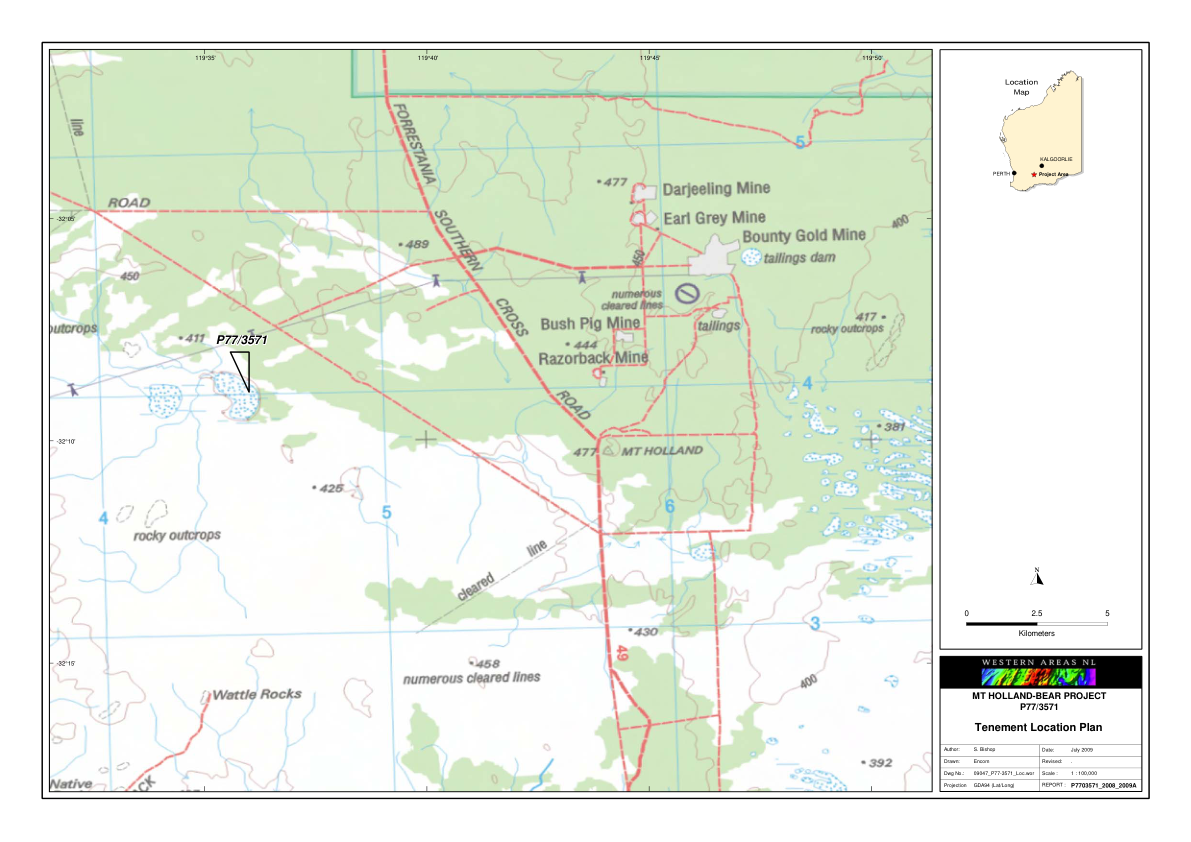 119°35'
119°40'
119°45'
119°50'
line
FORRESTANIA
5
477
Darjeeling Mine
ROAD
Earl Grey Mine
-32°05'
400
SOUTHERN
Bounty Gold Mine
489
450
tailings dam
450
numerous
cleared lines
CROSS
417
outcrops
Bush Pig Mine
tailings
rocky outcrops
411
P77/3571
444
Razorback Mine
4
ROAD
381
-32°10'
477
MT HOLLAND
425
4
5
6
rocky outcrops
line
cleared
3
430
49
-32°15'
458
numerous cleared lines
400
Wattle Rocks
392
Native
CK
Location
Map
KALGOORLIE
PERTH
Project Area
N
0
2.5
5
Kilometers
WESTERN AREAS NL
MT HOLLAND-BEAR PROJECT
P77/3571
Tenement Location Plan
Author: S. Bishop Date: July 2009
Drawn: Encom Revised: .
Dwg No.: 09047_P77-3571_Loc.wor Scale : 1 : 100,000
Projection GDA94 (Lat/Long) REPORT : P7703571_2008_2009A